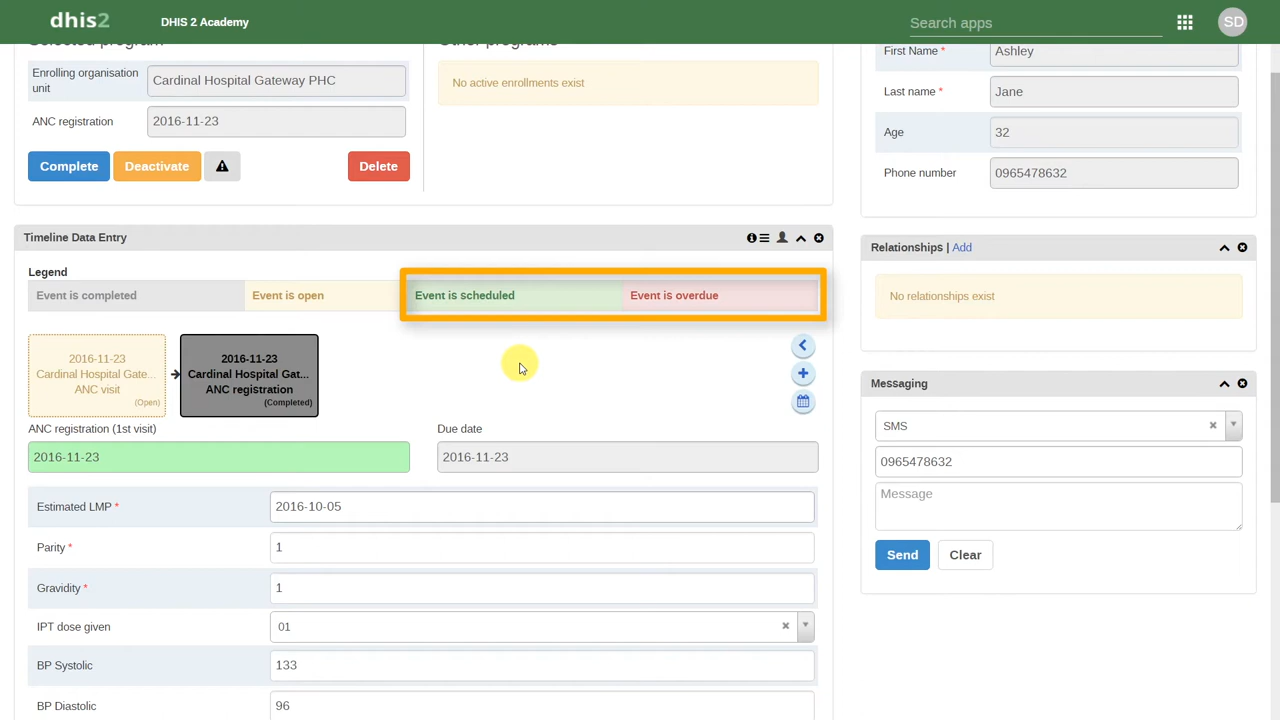 dhis2
DHIS 2 Academy
Search apps
SD
Selected program
Other programs
Enrolling organisation
unit
Cardinal Hospital Gateway PHC
ANC registration
2016-11-23
Complete
Deactivate
Delete
No active enrollments exist
First Name *
Ashley
Last name *
Jane
Age
32
Phone number
0965478632
Timeline Data Entry
Legend
Event is completed
Event is open
Event is scheduled
Event is overdue
2016-11-23
Cardinal Hospital Gate...
ANC visit
(Open)
2016-11-23
Cardinal Hospital Gat...
ANC registration
(Completed)
ANC registration (1st visit)
2016-11-23
Due date
2016-11-23
Estimated LMP *
2016-10-05
Parity *
1
Gravidity *
1
IPT dose given
01
BP Systolic
133
BP Diastolic
96
Relationships | Add
No relationships exist
Messaging
SMS
0965478632
Message
Send
Clear